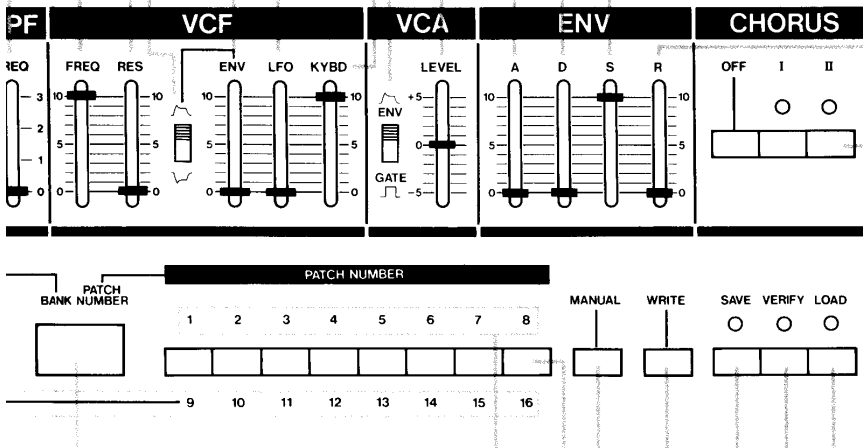 PF VCF VCA ENV CHORUS
REQ FREQ RES ENV LFO KYBD LEVEL A D S R OFF I II
3 10 10 10 10 +5 10 10
ENV
2
5 5 5 5 0 5 5
1
GATE
0 0 0 0 0 -5 0 0
PATCH NUMBER
BANK PATCH NUMBER MANUAL WRITE SAVE VERIFY LOAD
1 2 3 4 5 6 7 8
9 10 11 12 13 14 15 16